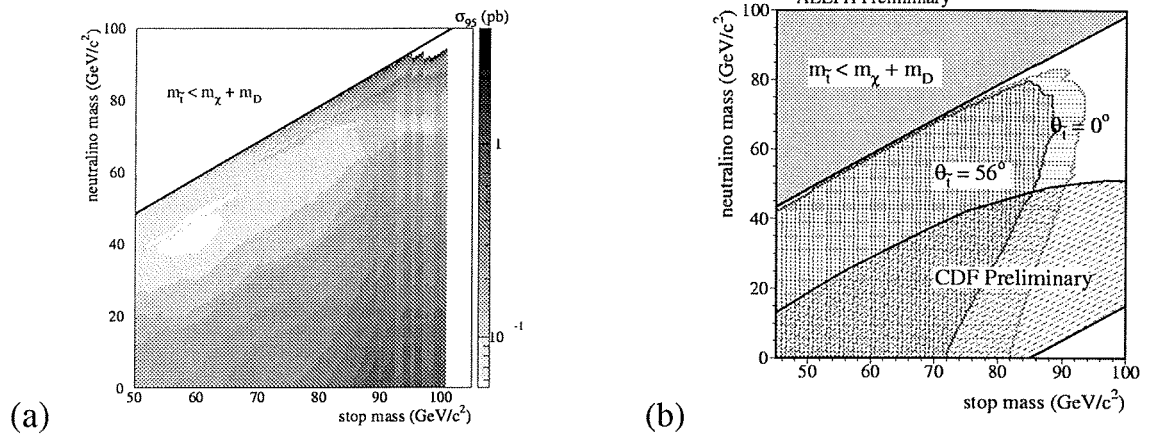 σ₉₅ (pb)
100
80
60
40
20
0
neutralino mass (GeV/c²)
m_t̃ < m_χ + m_D
1
10⁻¹
50 60 70 80 90 100
stop mass (GeV/c²)
(a)
100
80
60
40
20
0
neutralino mass (GeV/c²)
m_t̃ < m_χ + m_D
θ_t̃ = 0°
θ_t̃ = 56°
CDF Preliminary
50 60 70 80 90 100
stop mass (GeV/c²)
(b)